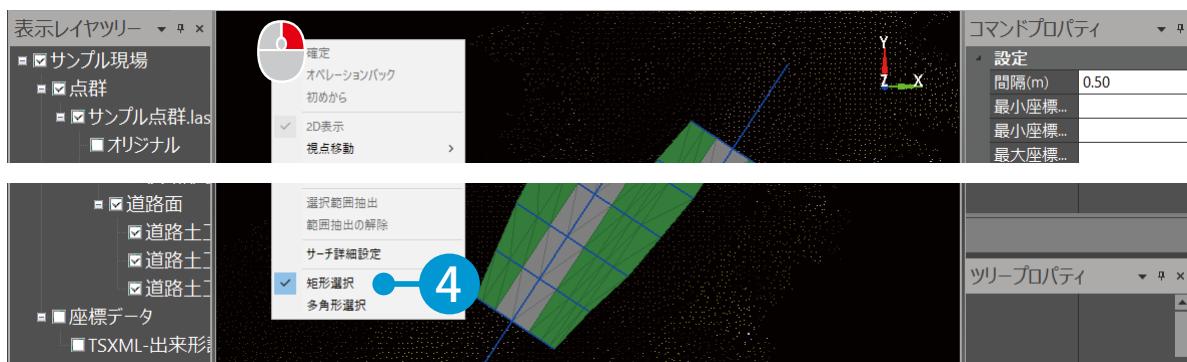 表示レイヤツリー
サンプル現場
点群
サンプル点群.las
オリジナル
確定
オペレーションバック
初めから
2D表示
視点移動
Y
Z
X
コマンドプロパティ
設定
間隔(m) 0.50
最小座標...
最小座標...
最大座標...
道路面
道路土工
道路土工
道路土工
座標データ
TSXML-出来形
選択範囲抽出
範囲抽出の解除
サーチ詳細設定
矩形選択
多角形選択
4
ツリープロパティ